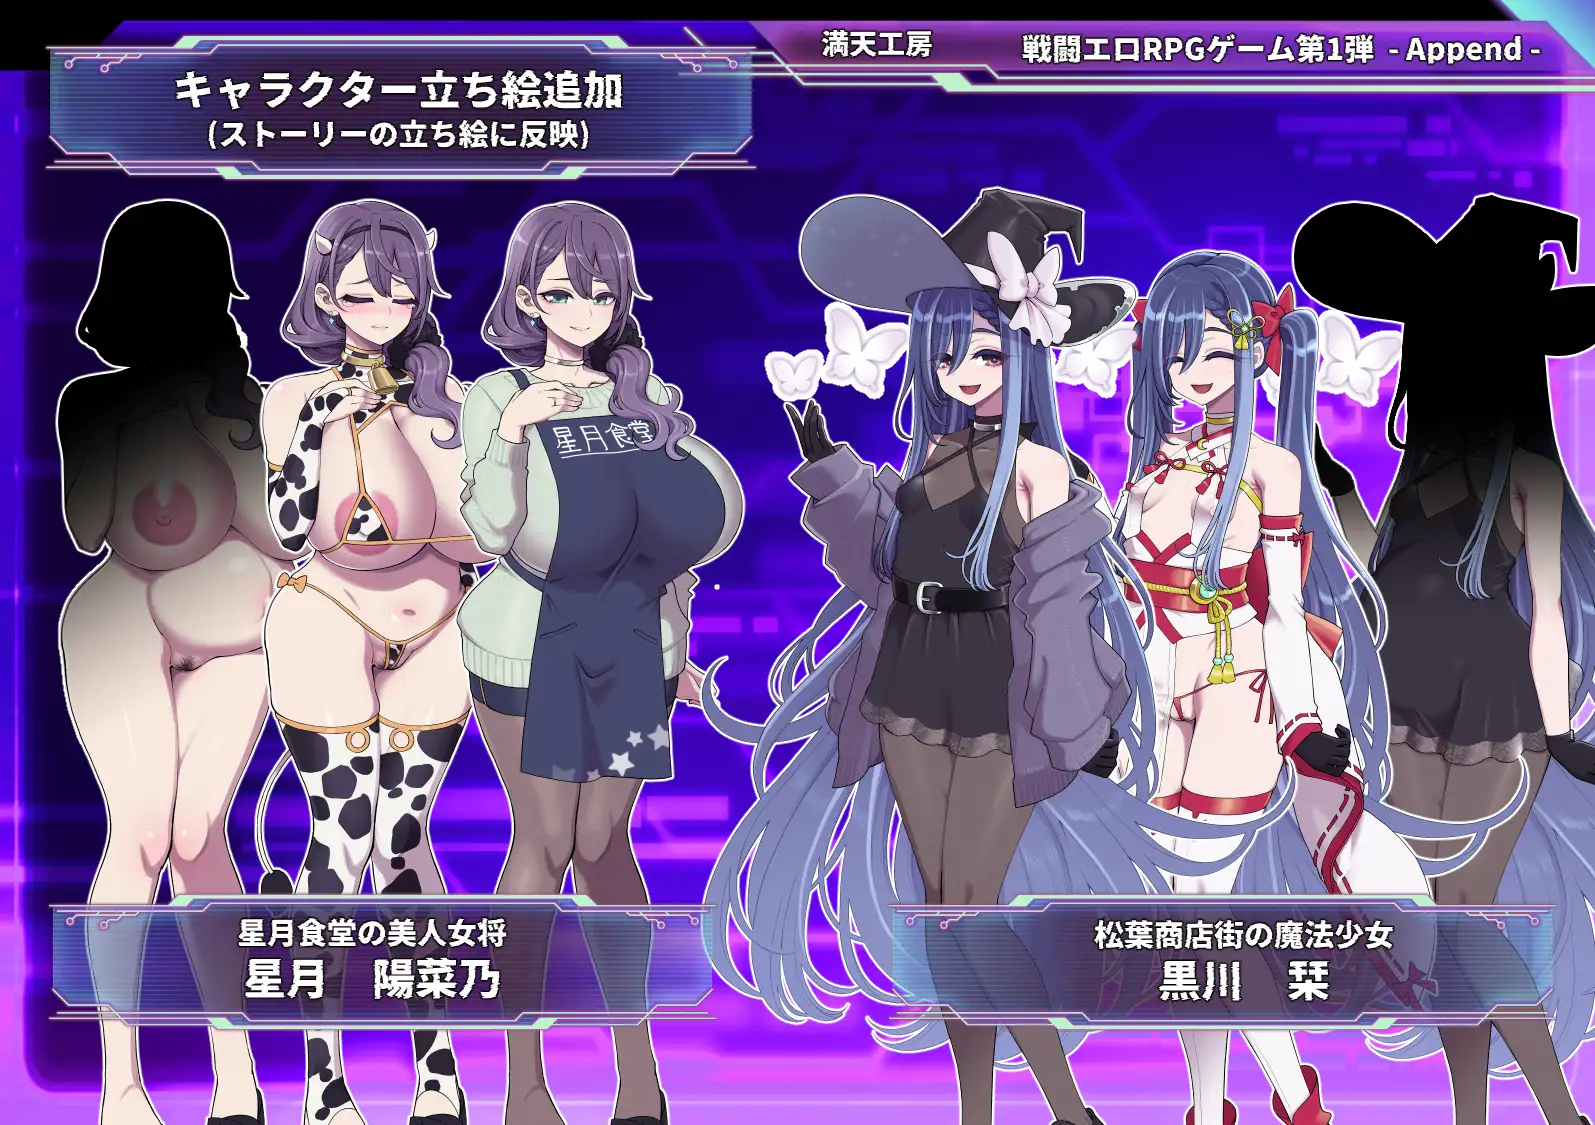 満天工房
戦闘エロRPGゲーム第1弾 - Append -
キャラクター立ち絵追加
(ストーリーの立ち絵に反映)
星月食堂
星月食堂の美人女将
星月 陽菜乃
松葉商店街の魔法少女
黒川 栞